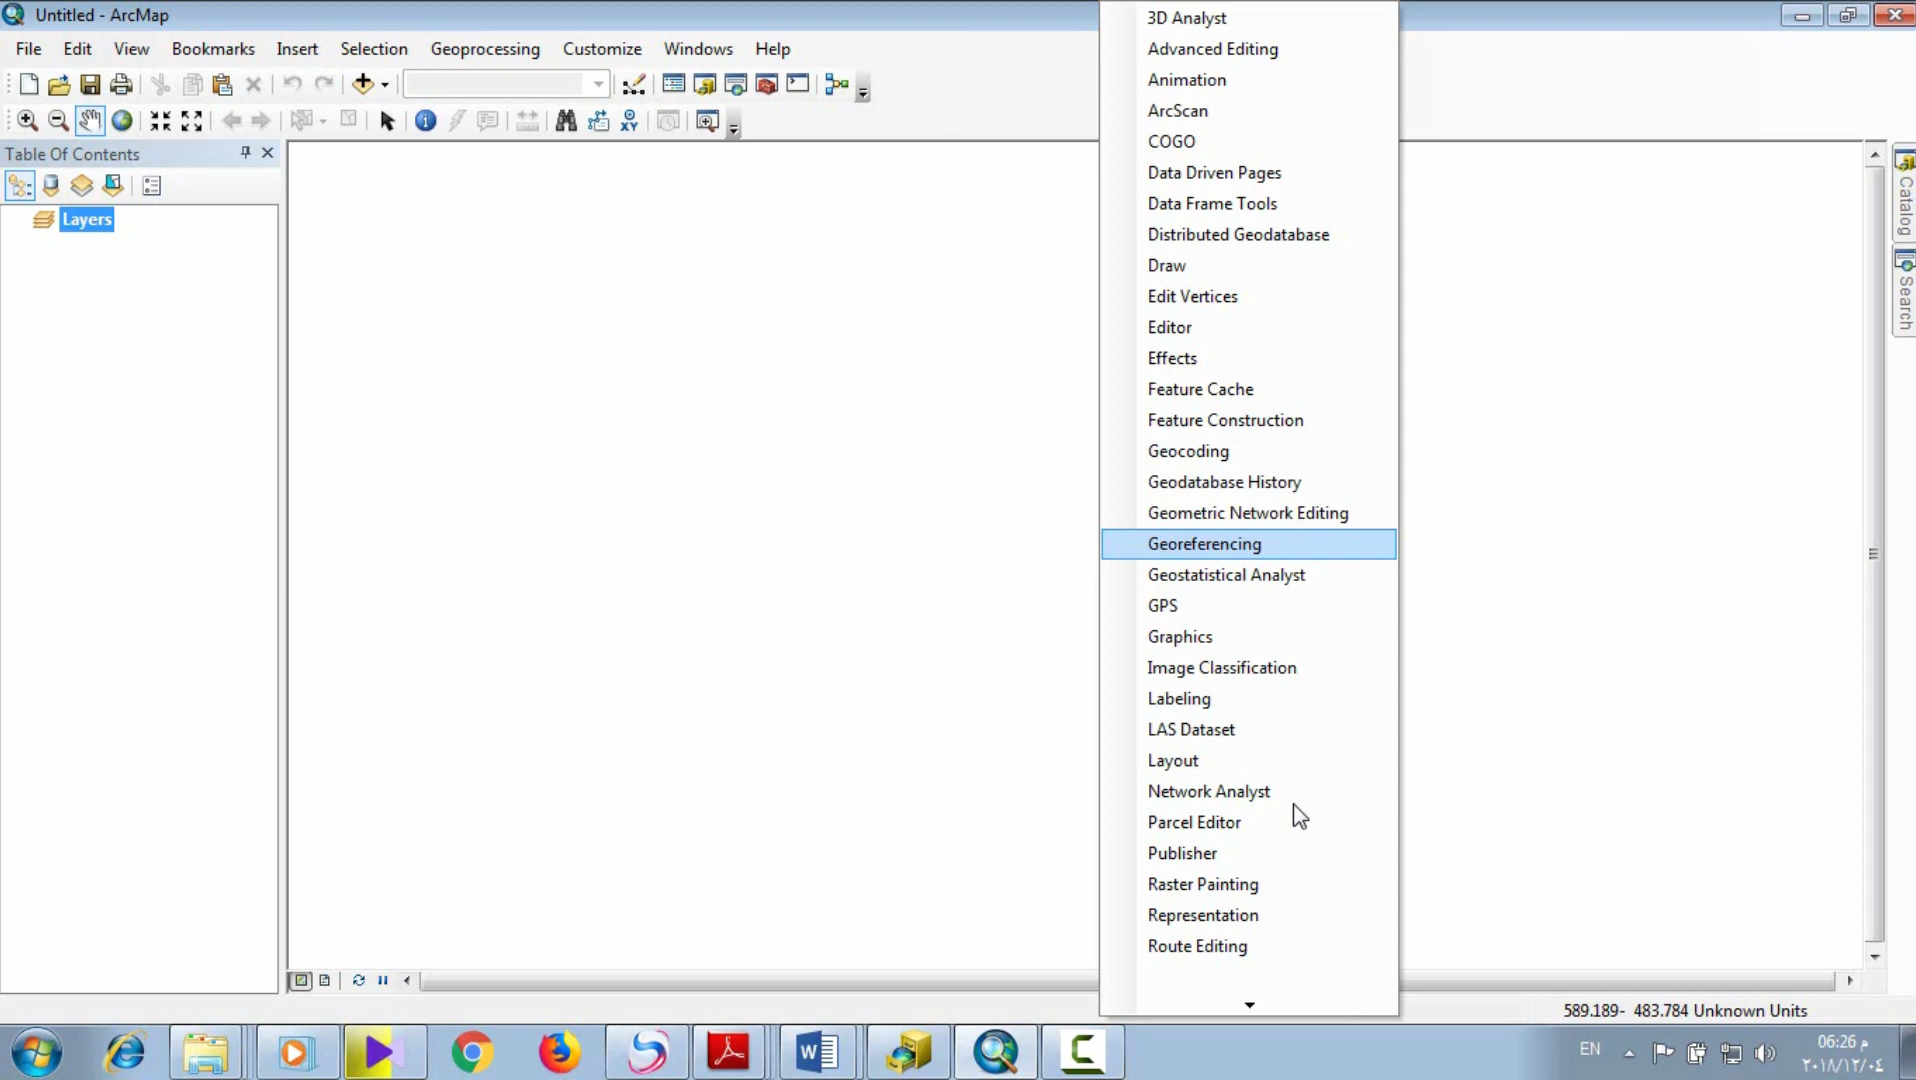 Untitled - ArcMap
File Edit View Bookmarks Insert Selection Geoprocessing Customize Windows Help
Table Of Contents
Layers
3D Analyst
Advanced Editing
Animation
ArcScan
COGO
Data Driven Pages
Data Frame Tools
Distributed Geodatabase
Draw
Edit Vertices
Editor
Effects
Feature Cache
Feature Construction
Geocoding
Geodatabase History
Geometric Network Editing
Georeferencing
Geostatistical Analyst
GPS
Graphics
Image Classification
Labeling
LAS Dataset
Layout
Network Analyst
Parcel Editor
Publisher
Raster Painting
Representation
Route Editing
Catalog
Search
XY
589.189- 483.784 Unknown Units
W
EN
06:26 م
٢٠١٨/١٢/٠٤